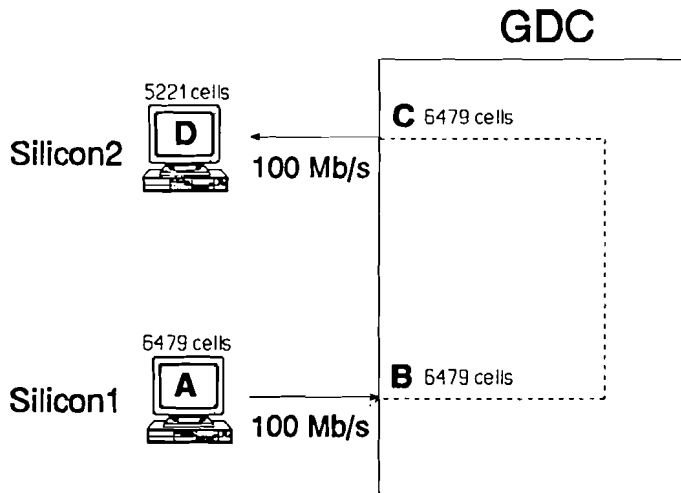 GDC
5221 cells
D
Silicon2
100 Mb/s
C 6479 cells
6479 cells
A
Silicon1
100 Mb/s
B 6479 cells